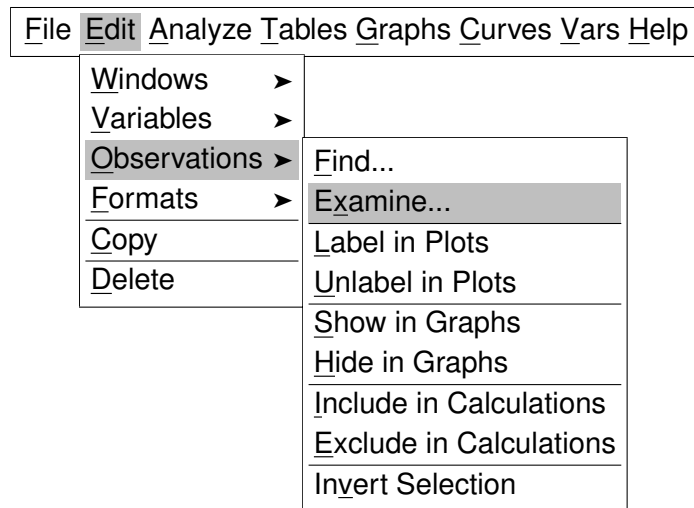 File Edit Analyze Tables Graphs Curves Vars Help
Windows ➤
Variables ➤
Observations ➤
Formats ➤
Copy
Delete
Find...
Examine...
Label in Plots
Unlabel in Plots
Show in Graphs
Hide in Graphs
Include in Calculations
Exclude in Calculations
Invert Selection